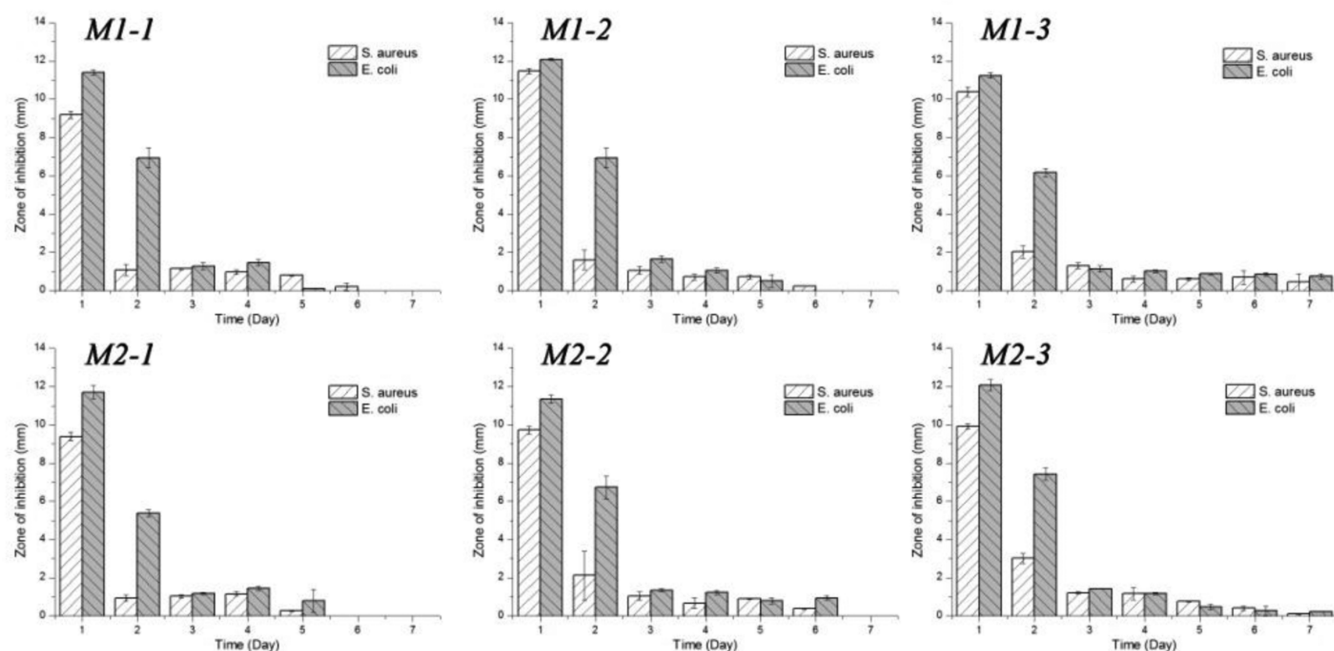 M1-1
S. aureus
E. coli
Zone of inhibition (mm)
14
12
10
8
6
4
2
0
1 2 3 4 5 6 7
Time (Day)
M1-2
S. aureus
E. coli
Zone of inhibition (mm)
14
12
10
8
6
4
2
0
1 2 3 4 5 6 7
Time (Day)
M1-3
S. aureus
E. coli
Zone of inhibition (mm)
14
12
10
8
6
4
2
0
1 2 3 4 5 6 7
Time (Day)
M2-1
S. aureus
E. coli
Zone of inhibition (mm)
14
12
10
8
6
4
2
0
1 2 3 4 5 6 7
Time (Day)
M2-2
S. aureus
E. coli
Zone of inhibition (mm)
14
12
10
8
6
4
2
0
1 2 3 4 5 6 7
Time (Day)
M2-3
S. aureus
E. coli
Zone of inhibition (mm)
14
12
10
8
6
4
2
0
1 2 3 4 5 6 7
Time (Day)